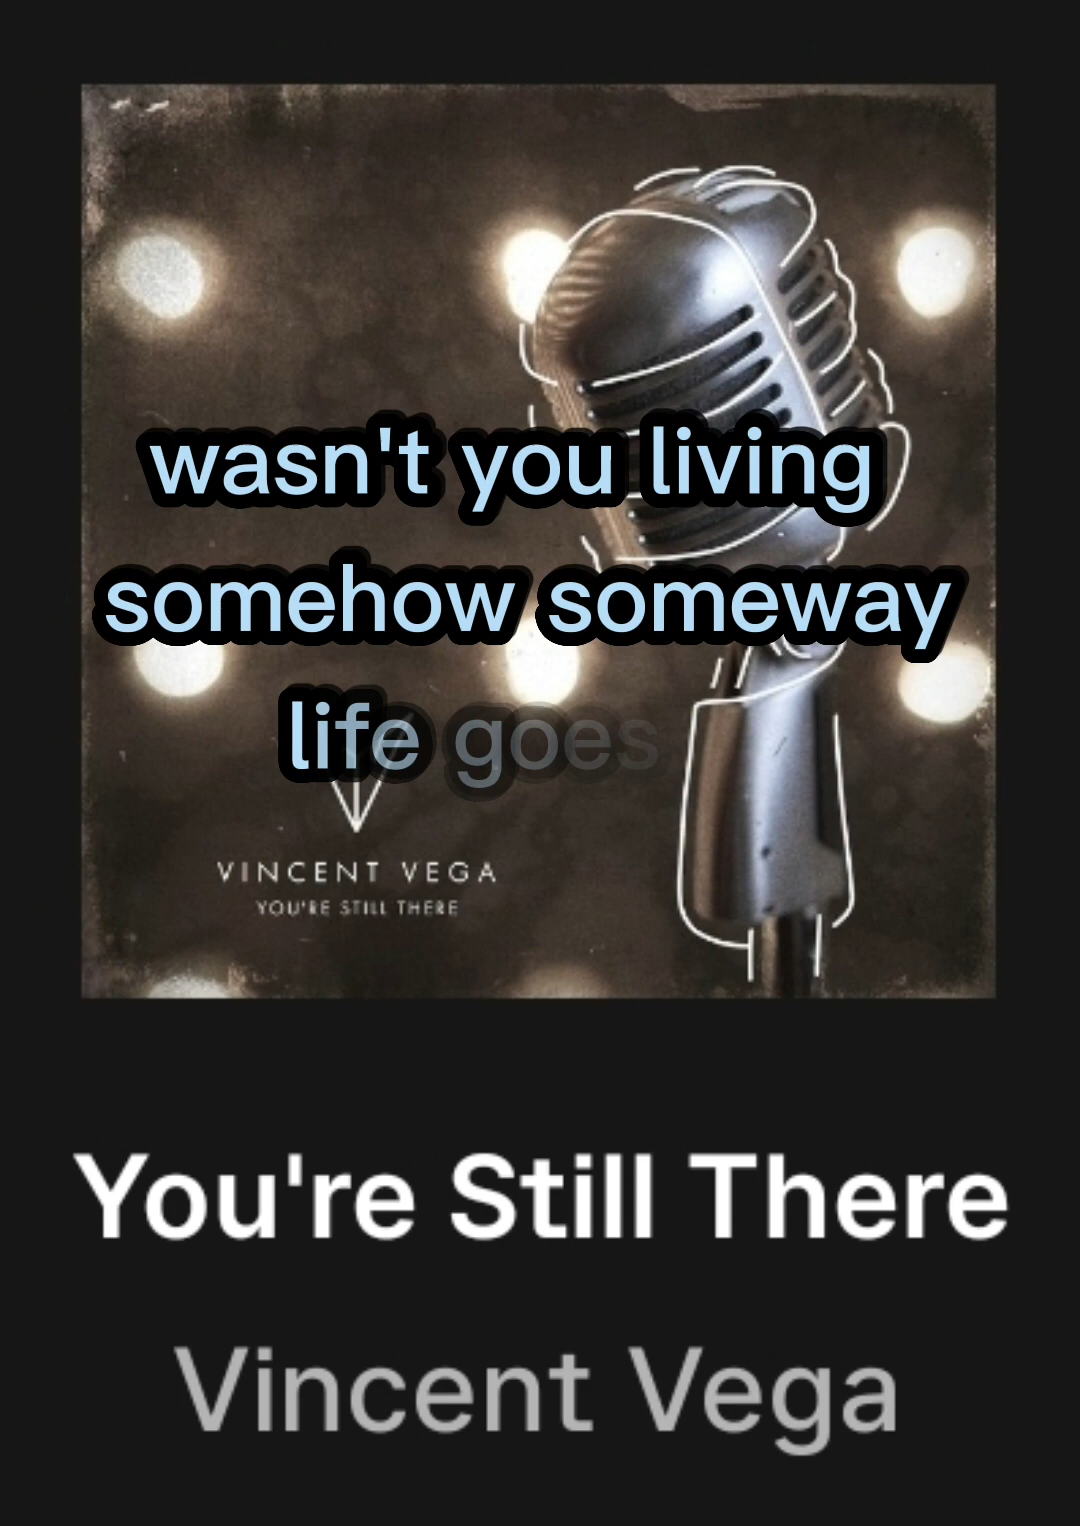 wasn't you living
somehow someway
life goes
VINCENT VEGA
YOU'RE STILL THERE
You're Still There
Vincent Vega